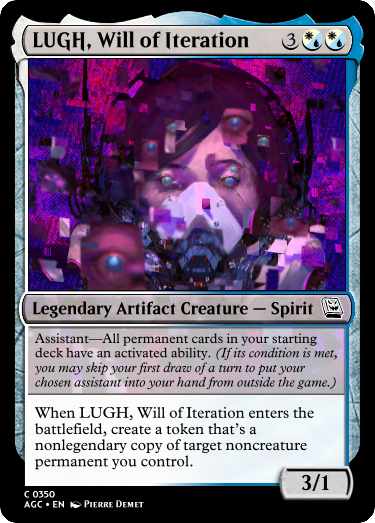 LUGH, Will of Iteration 3
Legendary Artifact Creature — Spirit
Assistant—All permanent cards in your starting
deck have an activated ability. (If its condition is met,
you may skip your first draw of a turn to put your
chosen assistant into your hand from outside the game.)
When LUGH, Will of Iteration enters the
battlefield, create a token that's a
nonlegendary copy of target noncreature
permanent you control.
3/1
C 0350
AGC • EN Pierre Demet